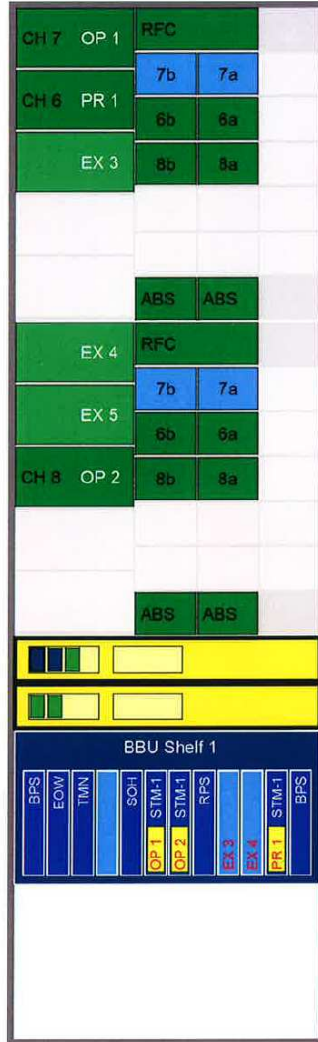 CH 7 OP 1 RFC
7b 7a
CH 6 PR 1
6b 6a
EX 3 8b 8a
ABS ABS
EX 4 RFC
7b 7a
EX 5 6b 6a
CH 8 OP 2 8b 8a
ABS ABS
BBU Shelf 1
BPS
EOW
TMN
SOH
STM-1
OP 1
STM-1
OP 2
RPS
EX 3
EX 4
STM-1
PR 1
BPS